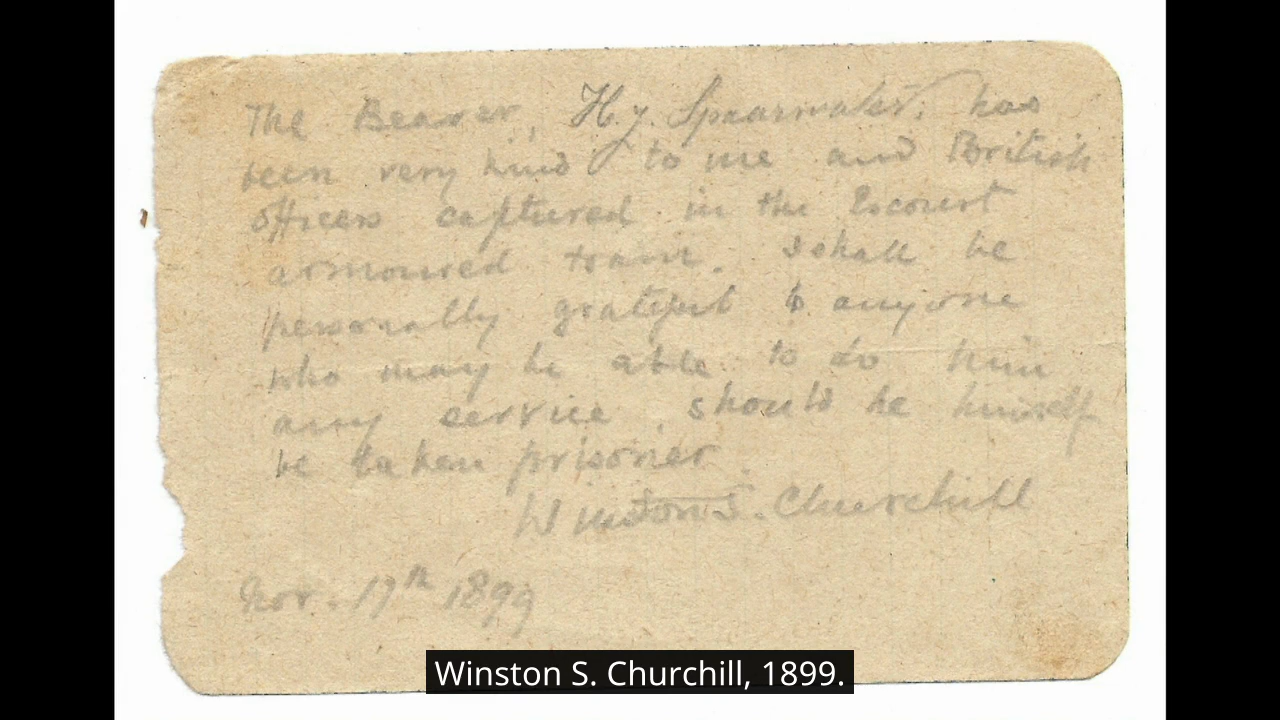 The Bearer, H.y. Spaarwater, has
been very kind to me and British
officers captured in the Escourt
armoured train. I shall be
personally grateful to anyone
who may be able to do him
any service, should he himself
be taken prisoner.
Winston S. Churchill
Nov. 17th 1899
Winston S. Churchill, 1899.